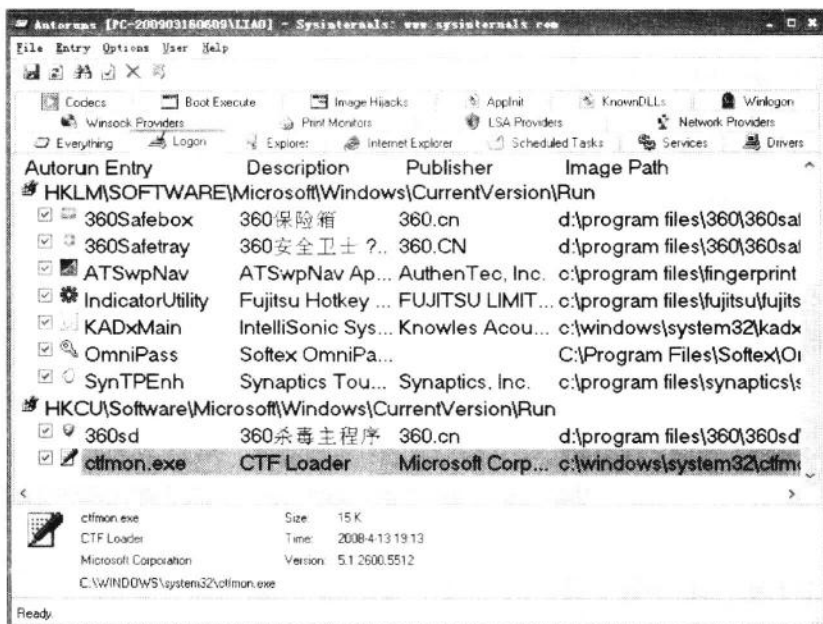 Autoruns [PC-200903160609\LIAO] - Sysinternals: www.sysinternals.com
File Entry Options User Help
Codecs Boot Execute Image Hijacks AppInit KnownDLLs Winlogon
Winsock Providers Print Monitors LSA Providers Network Providers
Everything Logon Explorer Internet Explorer Scheduled Tasks Services Drivers
Autorun Entry Description Publisher Image Path
HKLM\SOFTWARE\Microsoft\Windows\CurrentVersion\Run
360Safebox 360保险箱 360.cn d:\program files\360\360saf
360Safetray 360安全卫士 ?.. 360.CN d:\program files\360\360saf
ATSwpNav ATSwpNav Ap... AuthenTec, Inc. c:\program files\fingerprint
IndicatorUtility Fujitsu Hotkey ... FUJITSU LIMIT... c:\program files\fujitsu\fujits
KADxMain IntelliSonic Sys... Knowles Acou... c:\windows\system32\kadx
OmniPass Softex OmniPa... C:\Program Files\Softex\O
SynTPEnh Synaptics Tou... Synaptics, Inc. c:\program files\synaptics\s
HKCU\Software\Microsoft\Windows\CurrentVersion\Run
360sd 360杀毒主程序 360.cn d:\program files\360\360sd
ctfmon.exe CTF Loader Microsoft Corp... c:\windows\system32\ctfm
ctfmon.exe Size: 15 K
CTF Loader Time: 2008-4-13 19:13
Microsoft Corporation Version: 5.1.2600.5512
C:\WINDOWS\system32\ctfmon.exe
Ready.